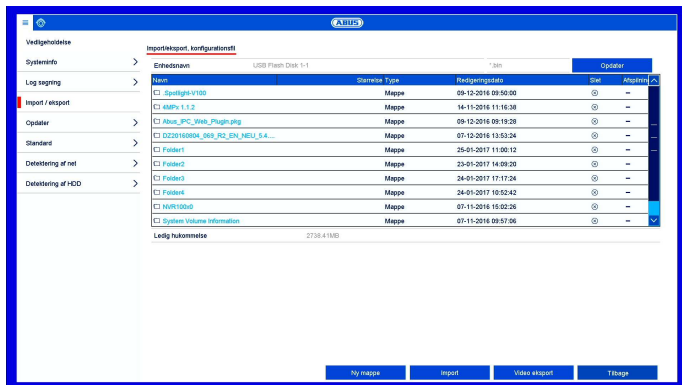 ABUS
Vedligeholdelse
Systeminfo
Log søgning
Import / eksport
Opdater
Standard
Detektering af net
Detektering af HDD
Import/eksport, konfigurationsfil
Enhedsnavn USB Flash Disk 1-1 *.bin Opdater
Navn Størrelse Type Redigeringsdato Slet Afspilning
.Spotlight-V100 Mappe 09-12-2016 09:50:00
4MPx 1.1.2 Mappe 14-11-2016 11:16:38
Abus_IPC_Web_Plugin.pkg Mappe 09-12-2016 09:19:28
DZ20160804_069_R2_EN_NEU_5.4.... Mappe 07-12-2016 13:53:24
Folder1 Mappe 25-01-2017 11:00:12
Folder2 Mappe 23-01-2017 14:09:20
Folder3 Mappe 24-01-2017 17:17:24
Folder4 Mappe 24-01-2017 10:52:42
NVR100x0 Mappe 07-11-2016 15:02:26
System Volume Information Mappe 07-11-2016 09:57:06
Ledig hukommelse 2738.41MB
Ny mappe Import Video eksport Tilbage